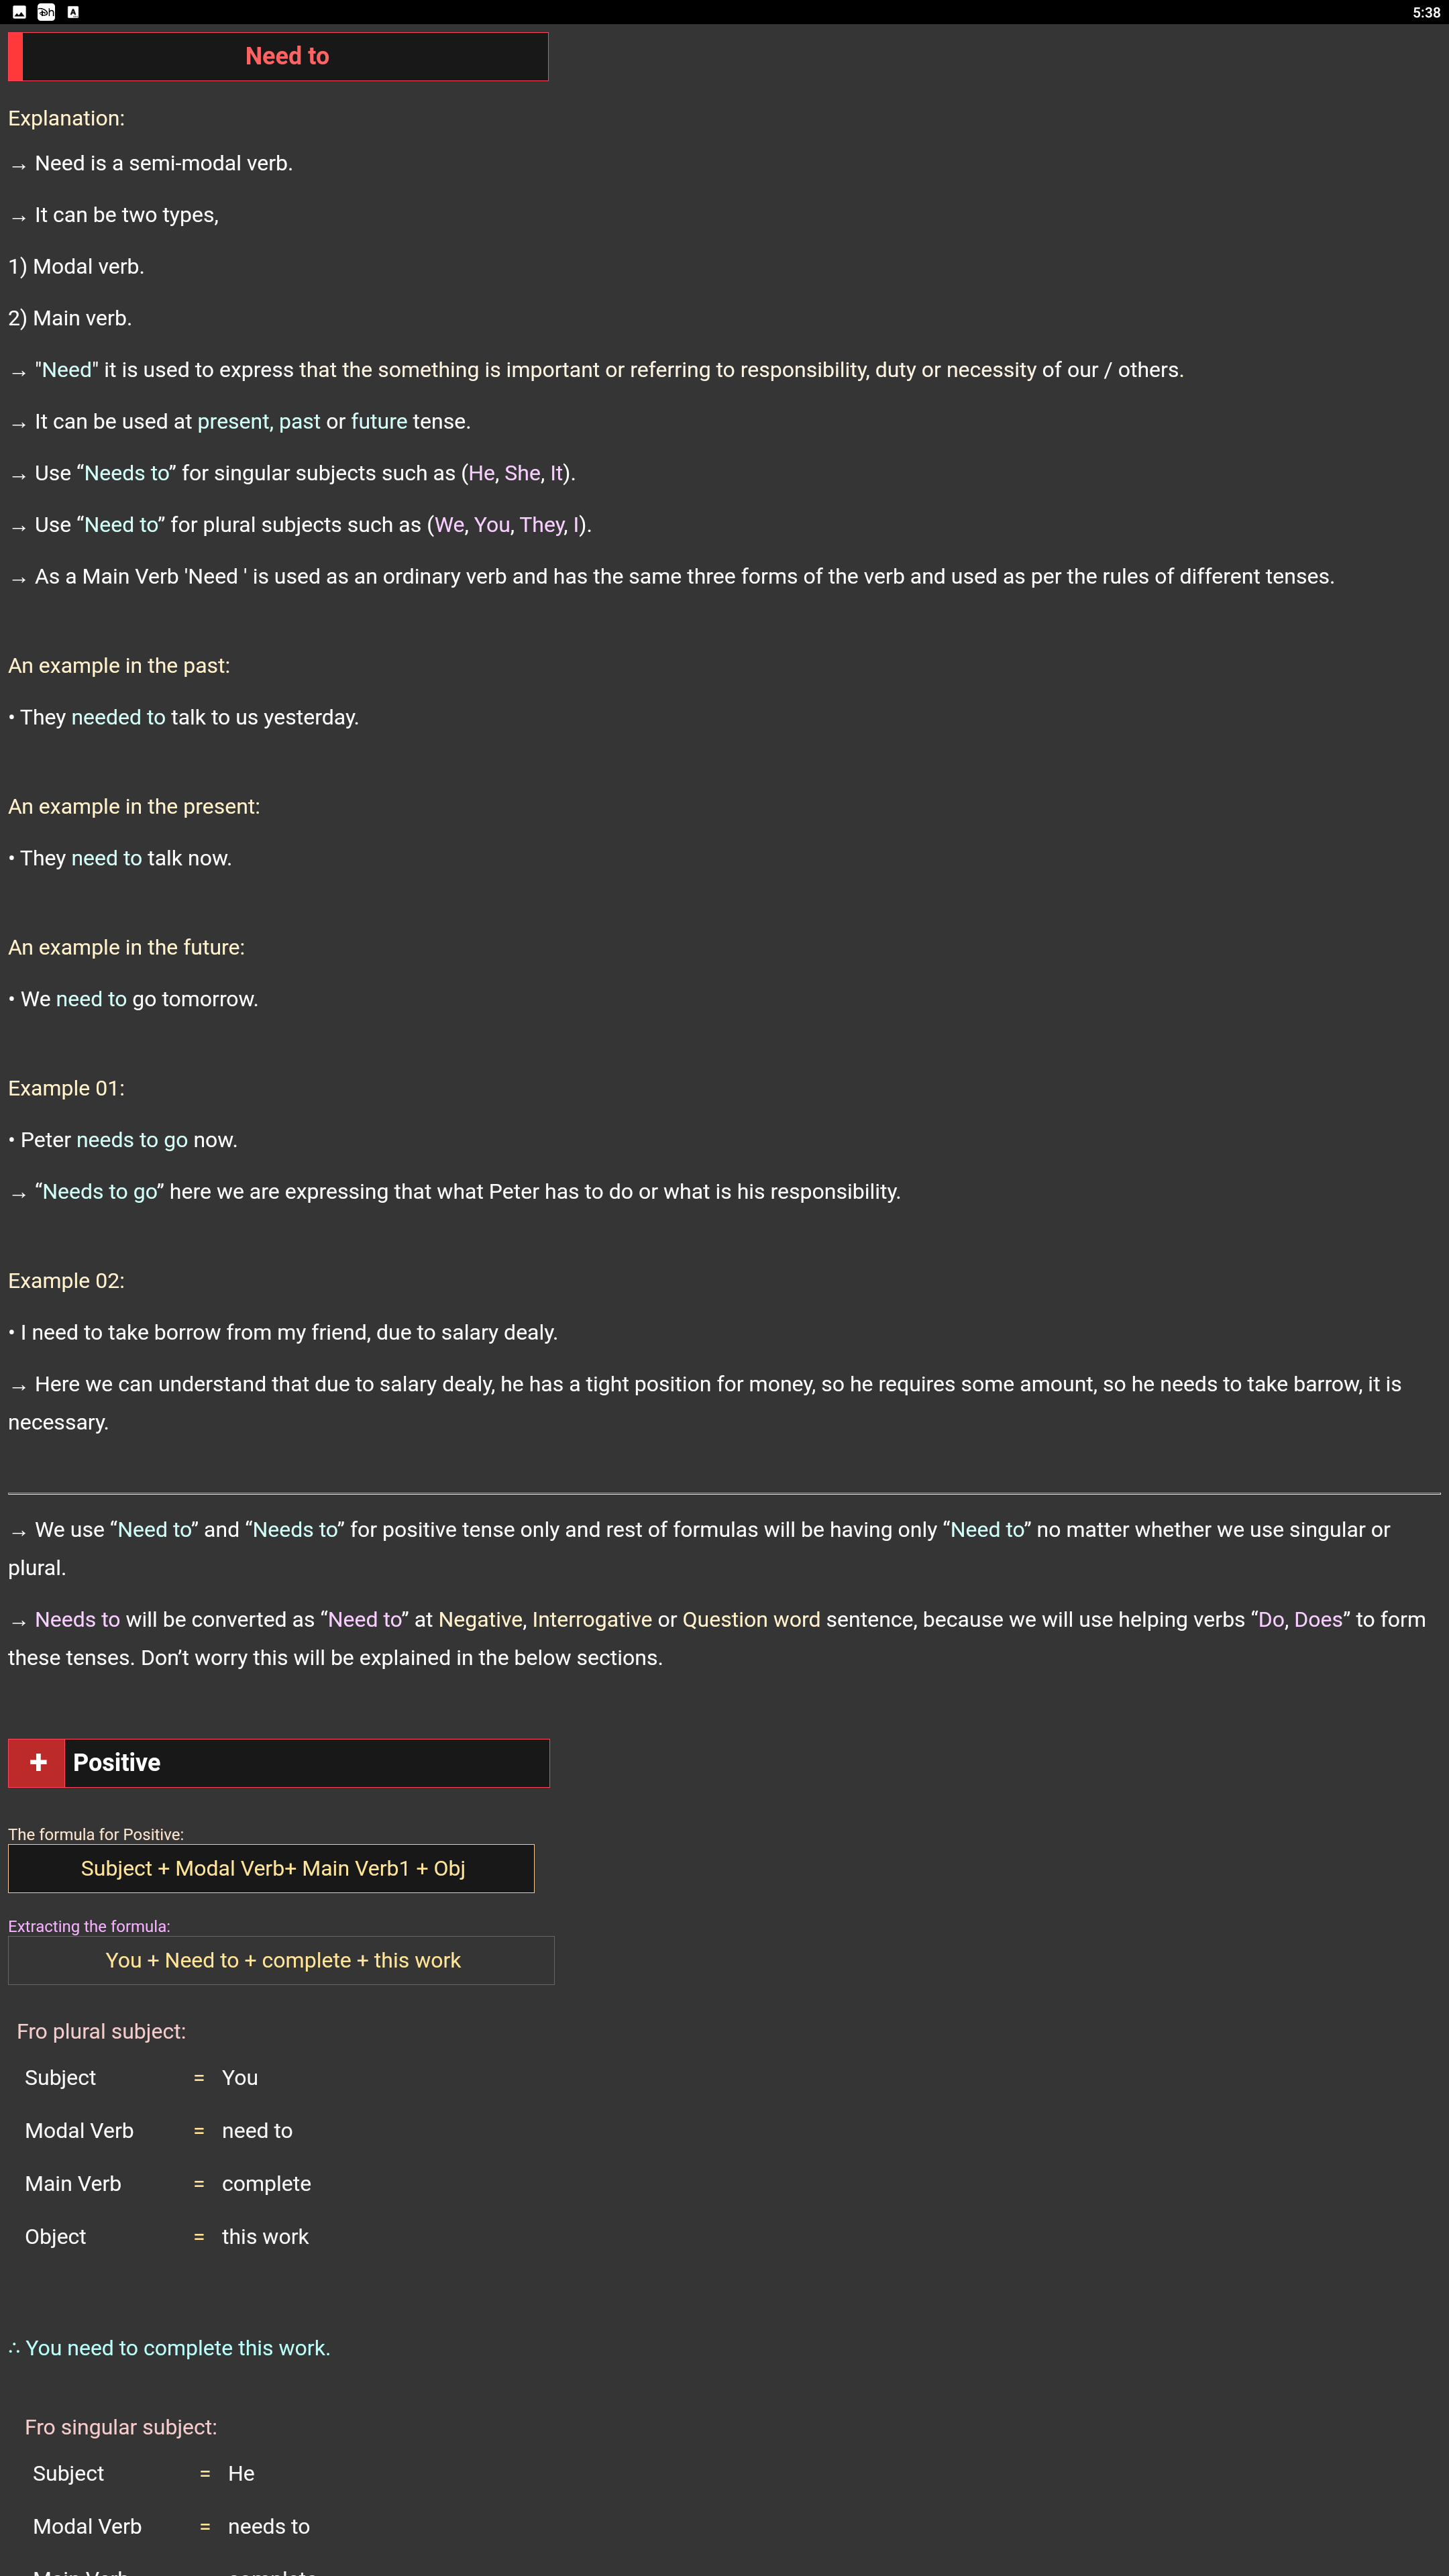 5:38
Need to
Explanation:
→ Need is a semi-modal verb.
→ It can be two types,
1) Modal verb.
2) Main verb.
→ "Need" it is used to express that the something is important or referring to responsibility, duty or necessity of our / others.
→ It can be used at present, past or future tense.
→ Use “Needs to” for singular subjects such as (He, She, It).
→ Use “Need to” for plural subjects such as (We, You, They, I).
→ As a Main Verb 'Need ' is used as an ordinary verb and has the same three forms of the verb and used as per the rules of different tenses.
An example in the past:
• They needed to talk to us yesterday.
An example in the present:
• They need to talk now.
An example in the future:
• We need to go tomorrow.
Example 01:
• Peter needs to go now.
→ “Needs to go” here we are expressing that what Peter has to do or what is his responsibility.
Example 02:
• I need to take borrow from my friend, due to salary dealy.
→ Here we can understand that due to salary dealy, he has a tight position for money, so he requires some amount, so he needs to take barrow, it is
necessary.
→ We use “Need to” and “Needs to” for positive tense only and rest of formulas will be having only “Need to” no matter whether we use singular or
plural.
→ Needs to will be converted as “Need to” at Negative, Interrogative or Question word sentence, because we will use helping verbs “Do, Does” to form
these tenses. Don’t worry this will be explained in the below sections.
+ Positive
The formula for Positive:
Subject + Modal Verb+ Main Verb1 + Obj
Extracting the formula:
You + Need to + complete + this work
Fro plural subject:
Subject = You
Modal Verb = need to
Main Verb = complete
Object = this work
∴ You need to complete this work.
Fro singular subject:
Subject = He
Modal Verb = needs to